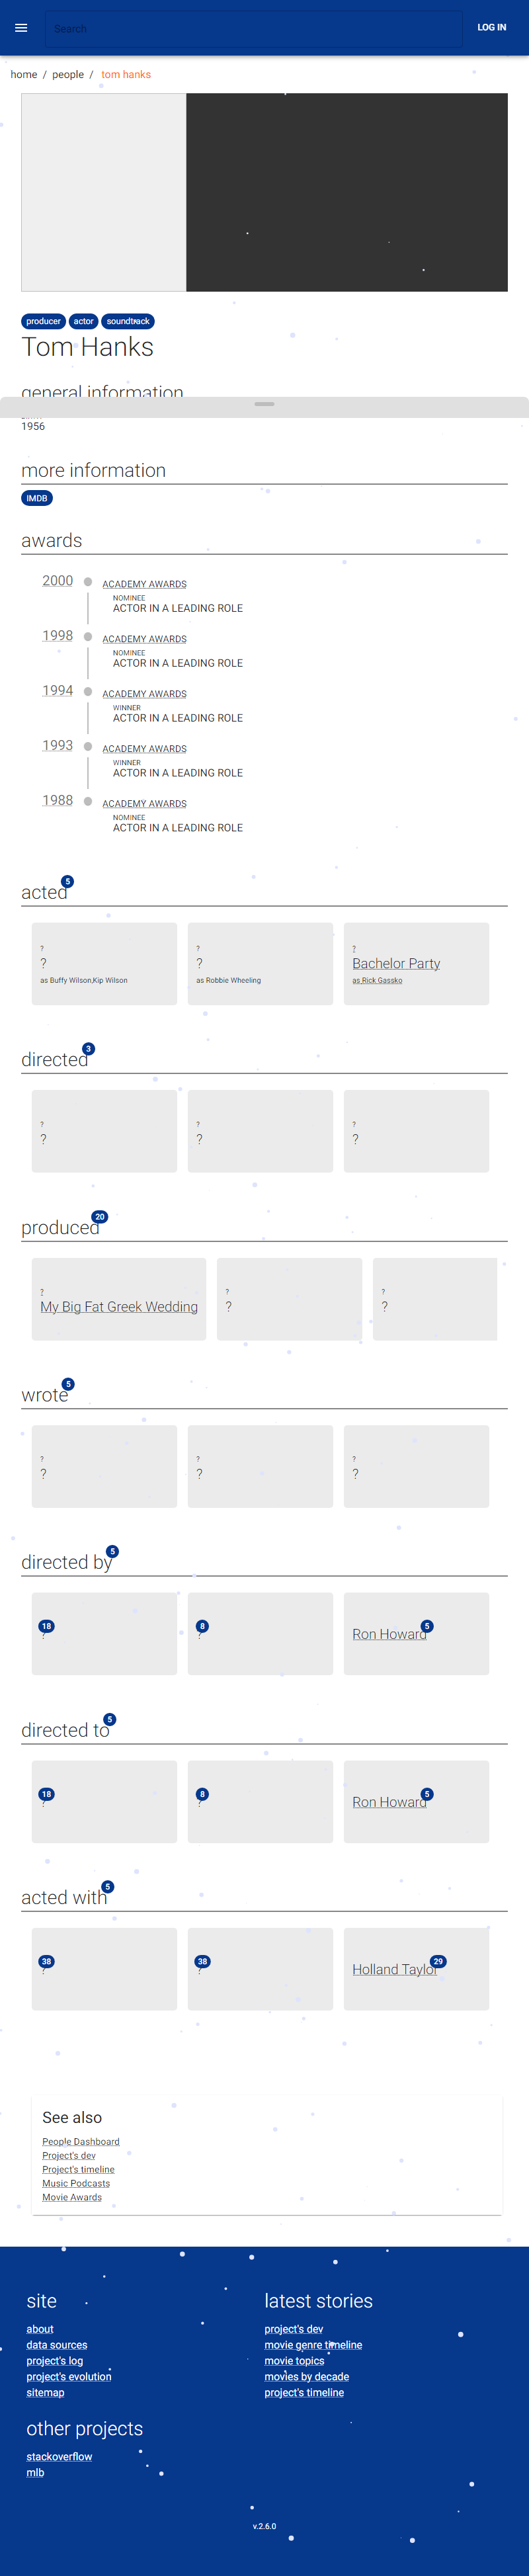 Search
LOG IN
home / people / tom hanks
producer actor soundtrack
Tom Hanks
general information
1956
more information
IMDB
awards
2000 ACADEMY AWARDS
NOMINEE
ACTOR IN A LEADING ROLE
1998 ACADEMY AWARDS
NOMINEE
ACTOR IN A LEADING ROLE
1994 ACADEMY AWARDS
WINNER
ACTOR IN A LEADING ROLE
1993 ACADEMY AWARDS
WINNER
ACTOR IN A LEADING ROLE
1988 ACADEMY AWARDS
NOMINEE
ACTOR IN A LEADING ROLE
acted 5
? ? ?
? ? Bachelor Party
as Buffy Wilson,Kip Wilson as Robbie Wheeling as Rick Gassko
directed 3
? ? ?
? ? ?
produced 20
? ? ?
My Big Fat Greek Wedding ? ?
wrote 5
? ? ?
? ? ?
directed by 5
18 8 5
? ? Ron Howard
directed to 5
18 8 5
? ? Ron Howard
acted with 5
38 38 29
? ? Holland Taylor
See also
People Dashboard
Project's dev
Project's timeline
Music Podcasts
Movie Awards
site
about
data sources
project's log
project's evolution
sitemap
latest stories
project's dev
movie genre timeline
movie topics
movies by decade
project's timeline
other projects
stackoverflow
mlb
v.2.6.0